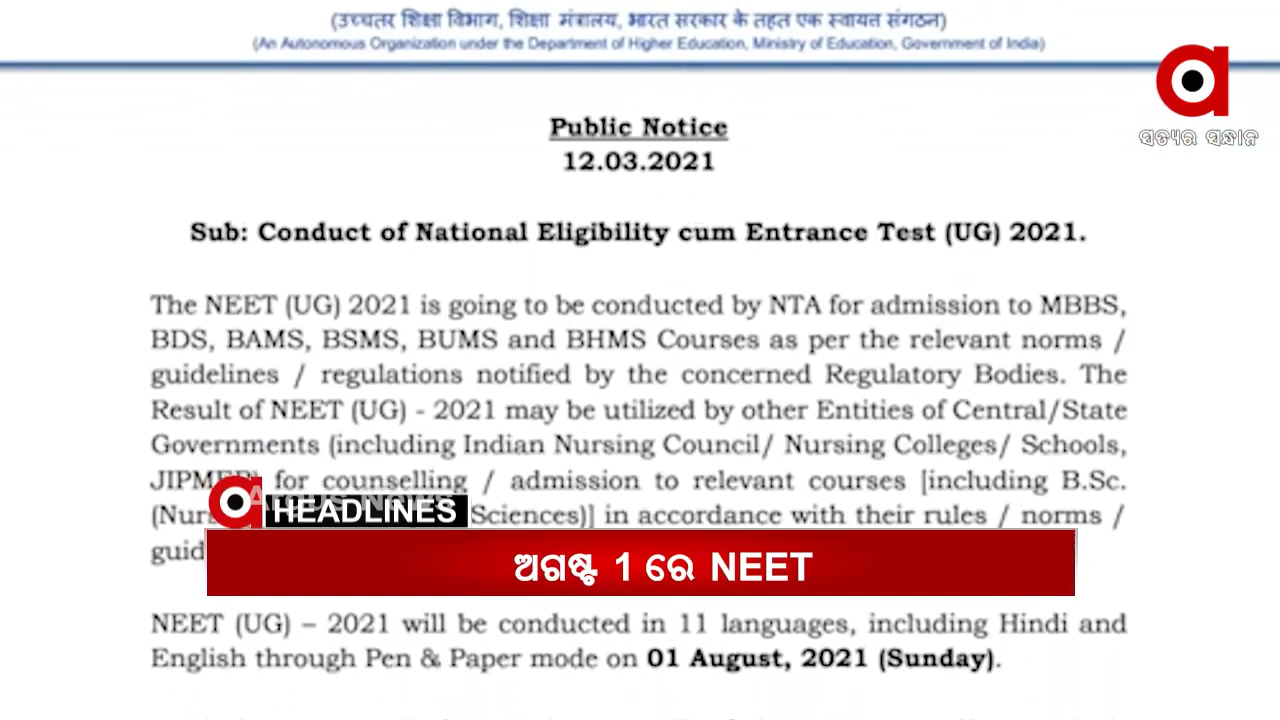 (उच्चतर शिक्षा विभाग, शिक्षा मंत्रालय, भारत सरकार के तहत एक स्वायत्त संगठन)
(An Autonomous Organization under the Department of Higher Education, Ministry of Education, Government of India)
ସତ୍ୟର ସନ୍ଧାନ
Public Notice
12.03.2021
Sub: Conduct of National Eligibility cum Entrance Test (UG) 2021.
The NEET (UG) 2021 is going to be conducted by NTA for admission to MBBS,
BDS, BAMS, BSMS, BUMS and BHMS Courses as per the relevant norms /
guidelines / regulations notified by the concerned Regulatory Bodies. The
Result of NEET (UG) - 2021 may be utilized by other Entities of Central/State
Governments (including Indian Nursing Council/ Nursing Colleges/ Schools,
for counselling / admission to relevant courses [including B.Sc.
Sciences)] in accordance with their rules / norms /
HEADLINES
ଅଗଷ୍ଟ 1 ରେ NEET
NEET (UG) – 2021 will be conducted in 11 languages, including Hindi and
English through Pen & Paper mode on 01 August, 2021 (Sunday).